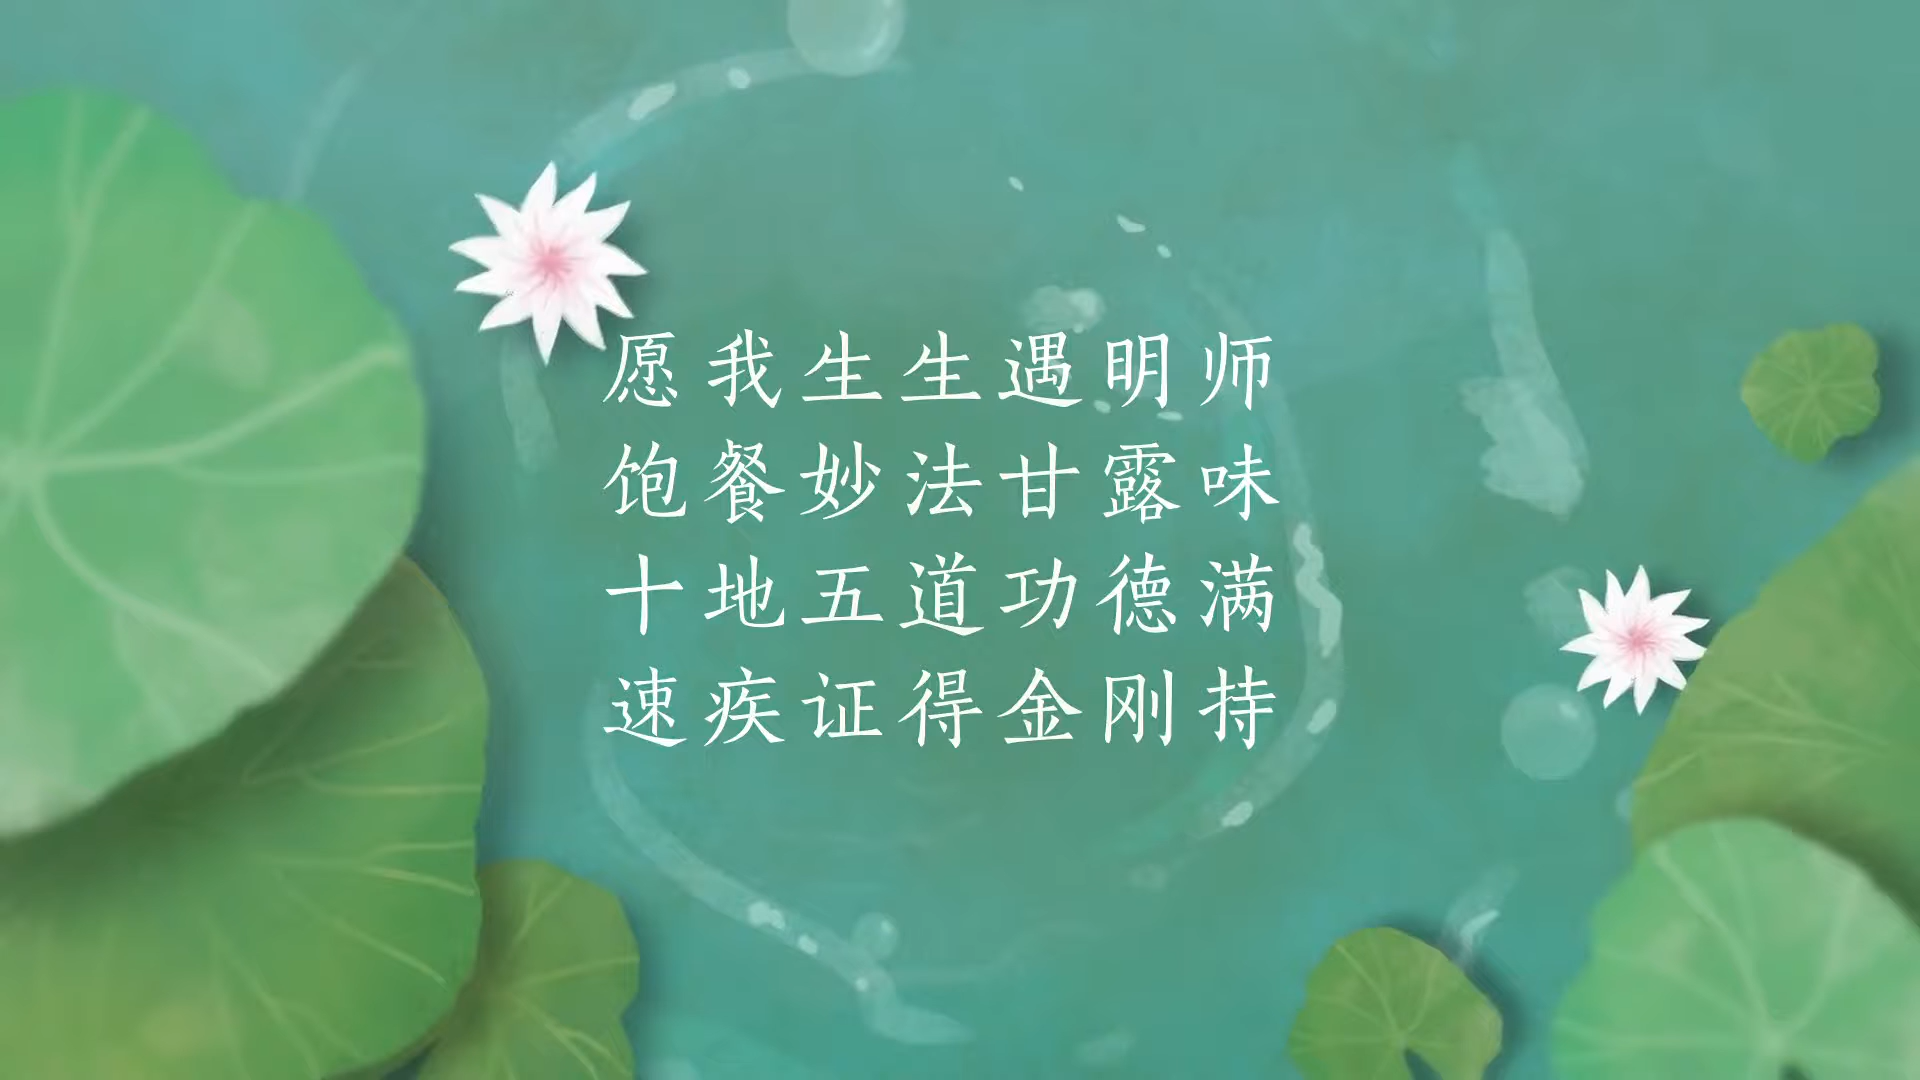 愿我生生遇明师
饱餐妙法甘露味
十地五道功德满
速疾证得金刚持